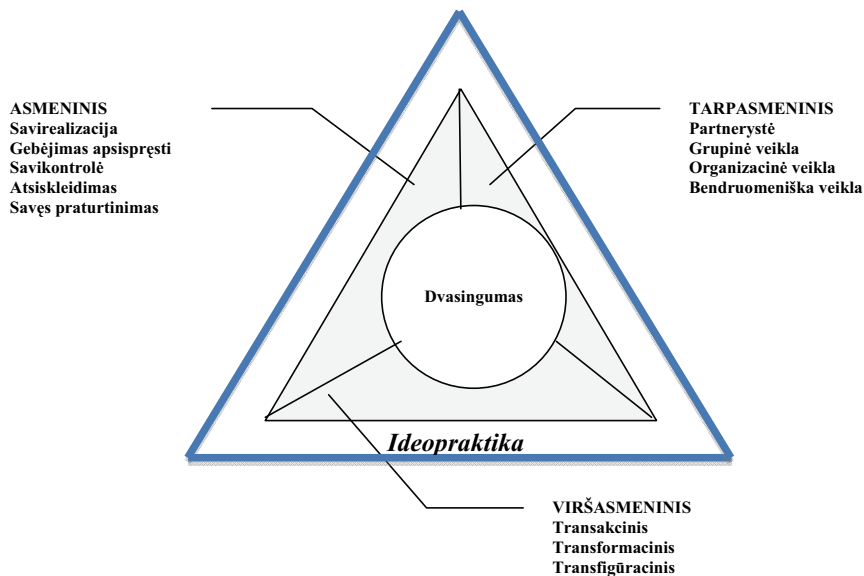 ASMENINIS
Savirealizacija
Gebėjimas apsispręsti
Savikontrolė
Atsiskleidimas
Savęs praturtinimas
TARPASMENINIS
Partnerystė
Grupinė veikla
Organizacinė veikla
Bendruomeniška veikla
Dvasingumas
Ideopraktika
VIRŠASMENINIS
Transakcinis
Transformacinis
Transfigūracinis